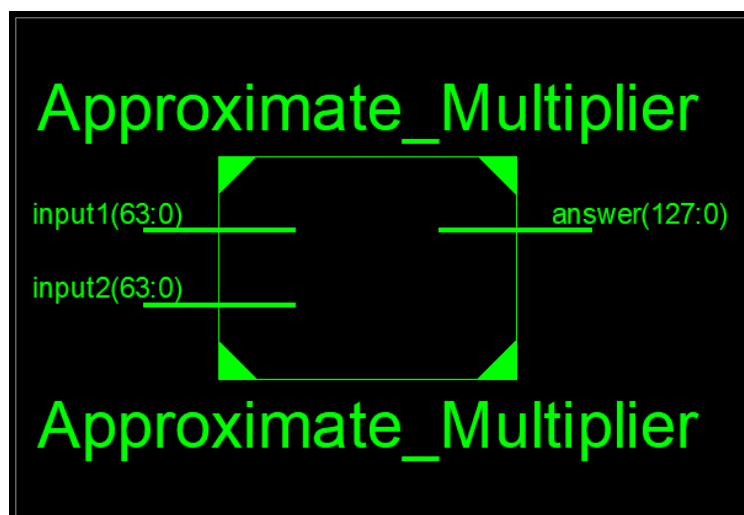 Approximate_Multiplier
input1(63:0)
answer(127:0)
input2(63:0)
Approximate_Multiplier